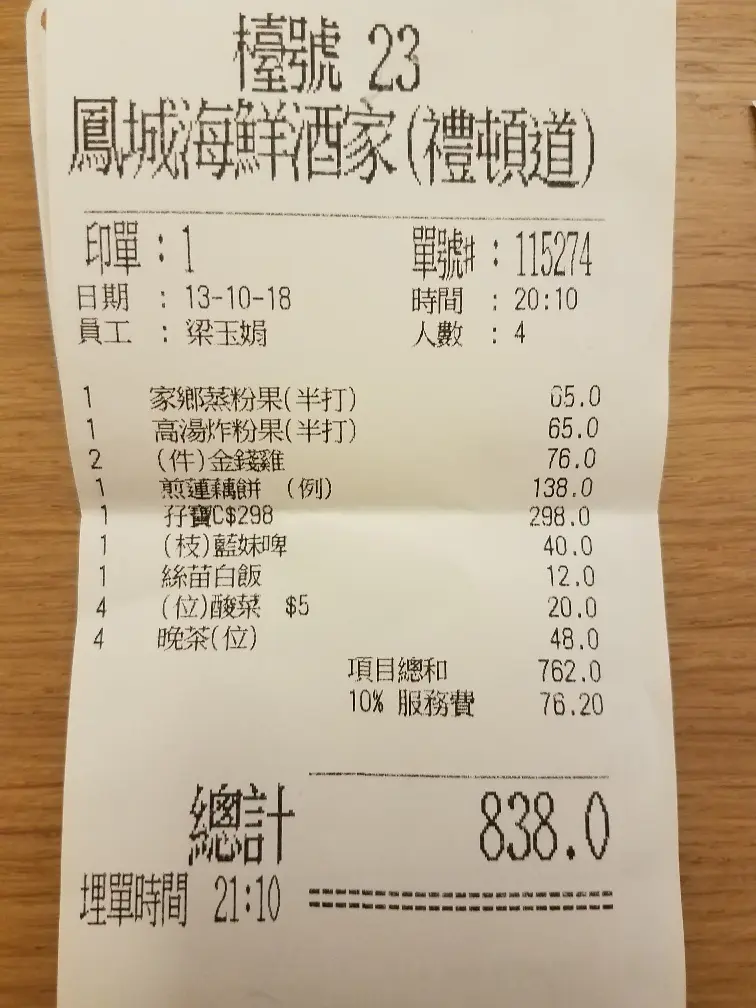 檯號 23
鳳城海鮮酒家(禮頓道)
印單 : 1 單號# : 115274
日期 : 13-10-18 時間 : 20:10
員工 : 梁玉娟 人數 : 4
1 家鄉蒸粉果(半打) 65.0
1 高湯炸粉果(半打) 65.0
2 (件)金錢雞 76.0
1 煎蓮藕餅 (例) 138.0
1 孖寶C$298 298.0
1 (枝)藍妹啤 40.0
1 絲苗白飯 12.0
4 (位)酸菜 $5 20.0
4 晚茶(位) 48.0
項目總和 762.0
10% 服務費 76.20
總計 838.0
埋單時間 21:10